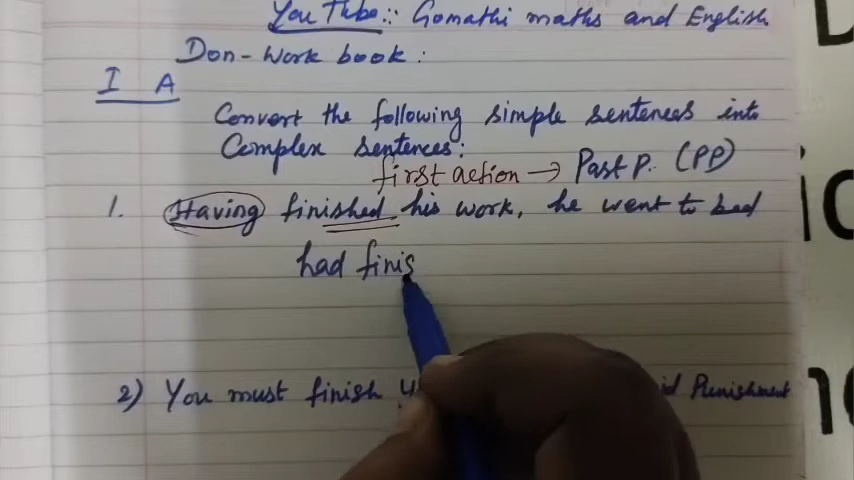 YouTube:: Gomathi maths and English
Don-Work book:
I A
Convert the following simple sentences into
Complex sentences:
first action → Past P. (PP)
1. Having finished his work, he went to bed
had finis
2) You must finish Punishment